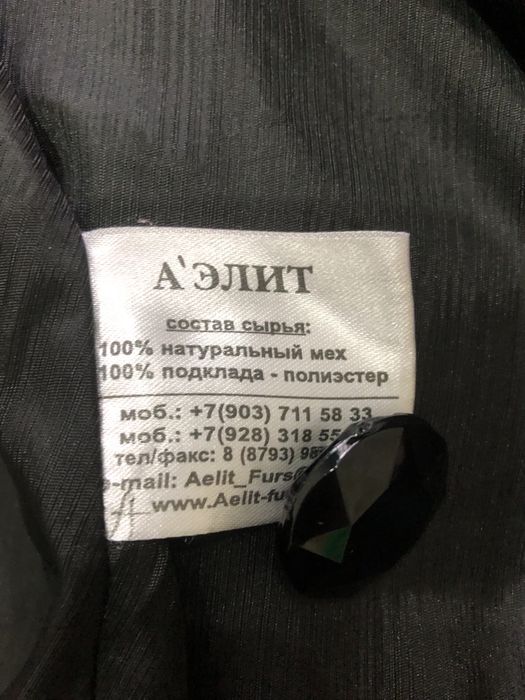 А'ЭЛИТ
состав сырья:
100% натуральный мех
100% подклада - полиэстер
моб.: +7(903) 711 58 33
моб.: +7(928) 318 55
тел/факс: 8 (8793)
e-mail: Aelit_Furs
www.Aelit-fu